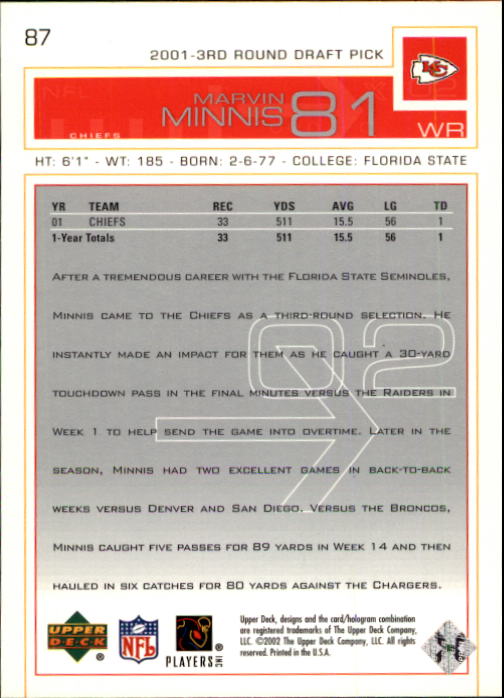 87
2001-3RD ROUND DRAFT PICK
KC
NFL
MARVIN
MINNIS 81
CHIEFS
WR
HT: 6'1" - WT: 185 - BORN: 2-6-77 - COLLEGE: FLORIDA STATE
YR TEAM REC YDS AVG LG TD
01 CHIEFS 33 511 15.5 56 1
1-Year Totals 33 511 15.5 56 1
02
AFTER A TREMENDOUS CAREER WITH THE FLORIDA STATE SEMINOLES,
MINNIS CAME TO THE CHIEFS AS A THIRD-ROUND SELECTION. HE
INSTANTLY MADE AN IMPACT FOR THEM AS HE CAUGHT A 30-YARD
TOUCHDOWN PASS IN THE FINAL MINUTES VERSUS THE RAIDERS IN
WEEK 1 TO HELP SEND THE GAME INTO OVERTIME. LATER IN THE
SEASON, MINNIS HAD TWO EXCELLENT GAMES IN BACK-TO-BACK
WEEKS VERSUS DENVER AND SAN DIEGO. VERSUS THE BRONCOS,
MINNIS CAUGHT FIVE PASSES FOR 89 YARDS IN WEEK 14 AND THEN
HAULED IN SIX CATCHES FOR 80 YARDS AGAINST THE CHARGERS.
UPPER DECK ®
NFL ®
PLAYERS INC ®
Upper Deck, designs and the card/hologram combination
are registered trademarks of The Upper Deck Company,
LLC. ©2002 The Upper Deck Company, LLC. All rights
reserved. Printed in the U.S.A.